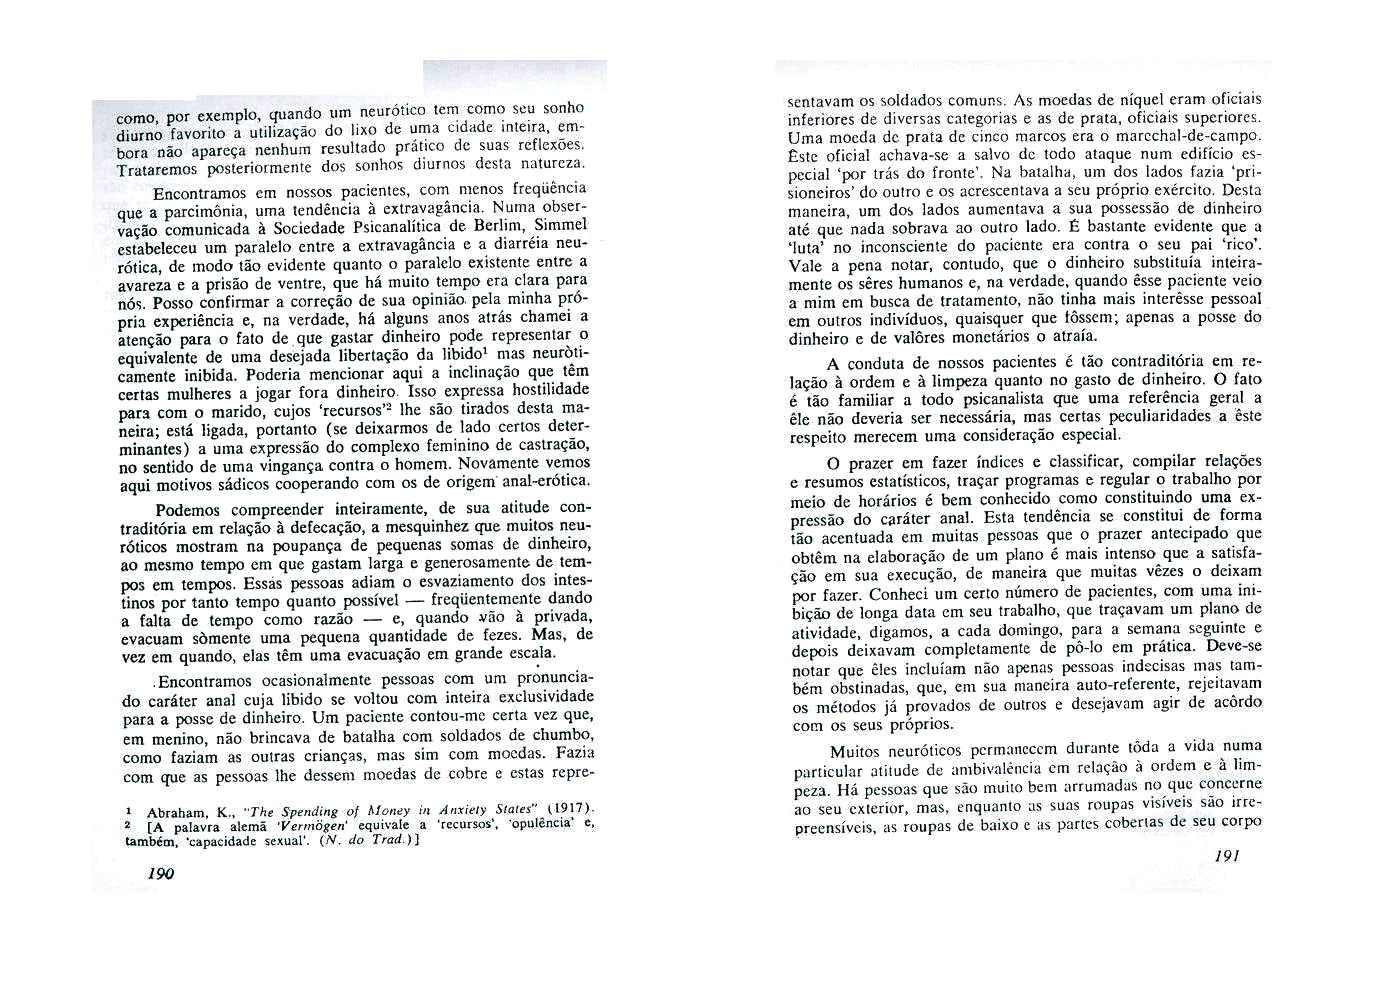 como, por exemplo, quando um neurótico tem como seu sonho
diurno favorito a utilização do lixo de uma cidade inteira, em-
bora não apareça nenhum resultado prático de suas reflexões.
Trataremos posteriormente dos sonhos diurnos desta natureza.
Encontramos em nossos pacientes, com menos freqüência
que a parcimônia, uma tendência à extravagância. Numa obser-
vação comunicada à Sociedade Psicanalítica de Berlim, Simmel
estabeleceu um paralelo entre a extravagância e a diarréia neu-
rótica, de modo tão evidente quanto o paralelo existente entre a
avareza e a prisão de ventre, que há muito tempo era clara para
nós. Posso confirmar a correção de sua opinião pela minha pró-
pria experiência e, na verdade, há alguns anos atrás chamei a
atenção para o fato de que gastar dinheiro pode representar o
equivalente de uma desejada libertação da libido¹ mas neuròti-
camente inibida. Poderia mencionar aqui a inclinação que têm
certas mulheres a jogar fora dinheiro. Isso expressa hostilidade
para com o marido, cujos 'recursos'² lhe são tirados desta ma-
neira; está ligada, portanto (se deixarmos de lado certos deter-
minantes) a uma expressão do complexo feminino de castração,
no sentido de uma vingança contra o homem. Novamente vemos
aqui motivos sádicos cooperando com os de origem anal-erótica.
Podemos compreender inteiramente, de sua atitude con-
traditória em relação à defecação, a mesquinhez que muitos neu-
róticos mostram na poupança de pequenas somas de dinheiro,
ao mesmo tempo em que gastam larga e generosamente de tem-
pos em tempos. Essas pessoas adiam o esvaziamento dos intes-
tinos por tanto tempo quanto possível — freqüentemente dando
a falta de tempo como razão — e, quando vão à privada,
evacuam sòmente uma pequena quantidade de fezes. Mas, de
vez em quando, elas têm uma evacuação em grande escala.
Encontramos ocasionalmente pessoas com um pronuncia-
do caráter anal cuja libido se voltou com inteira exclusividade
para a posse de dinheiro. Um paciente contou-me certa vez que,
em menino, não brincava de batalha com soldados de chumbo,
como faziam as outras crianças, mas sim com moedas. Fazia
com que as pessoas lhe dessem moedas de cobre e estas repre-
¹ Abraham, K., "The Spending of Money in Anxiety States" (1917).
² [A palavra alemã 'Vermögen' equivale a 'recursos', 'opulência' e,
também, 'capacidade sexual'. (N. do Trad.)]
190
sentavam os soldados comuns. As moedas de níquel eram oficiais
inferiores de diversas categorias e as de prata, oficiais superiores.
Uma moeda de prata de cinco marcos era o marechal-de-campo.
Êste oficial achava-se a salvo de todo ataque num edifício es-
pecial 'por trás do fronte'. Na batalha, um dos lados fazia 'pri-
sioneiros' do outro e os acrescentava a seu próprio exército. Desta
maneira, um dos lados aumentava a sua possessão de dinheiro
até que nada sobrava ao outro lado. É bastante evidente que a
'luta' no inconsciente do paciente era contra o seu pai 'rico'.
Vale a pena notar, contudo, que o dinheiro substituía inteira-
mente os sêres humanos e, na verdade, quando êsse paciente veio
a mim em busca de tratamento, não tinha mais interêsse pessoal
em outros indivíduos, quaisquer que fôssem; apenas a posse do
dinheiro e de valôres monetários o atraía.
A conduta de nossos pacientes é tão contraditória em re-
lação à ordem e à limpeza quanto no gasto de dinheiro. O fato
é tão familiar a todo psicanalista que uma referência geral a
êle não deveria ser necessária, mas certas peculiaridades a êste
respeito merecem uma consideração especial.
O prazer em fazer índices e classificar, compilar relações
e resumos estatísticos, traçar programas e regular o trabalho por
meio de horários é bem conhecido como constituindo uma ex-
pressão do caráter anal. Esta tendência se constitui de forma
tão acentuada em muitas pessoas que o prazer antecipado que
obtêm na elaboração de um plano é mais intenso que a satisfa-
ção em sua execução, de maneira que muitas vêzes o deixam
por fazer. Conheci um certo número de pacientes, com uma ini-
bição de longa data em seu trabalho, que traçavam um plano de
atividade, digamos, a cada domingo, para a semana seguinte e
depois deixavam completamente de pô-lo em prática. Deve-se
notar que êles incluíam não apenas pessoas indecisas mas tam-
bém obstinadas, que, em sua maneira auto-referente, rejeitavam
os métodos já provados de outros e desejavam agir de acôrdo
com os seus próprios.
Muitos neuróticos permanecem durante tôda a vida numa
particular atitude de ambivalência em relação à ordem e à lim-
peza. Há pessoas que são muito bem arrumadas no que concerne
ao seu exterior, mas, enquanto as suas roupas visíveis são irre-
preensíveis, as roupas de baixo e as partes cobertas de seu corpo
191